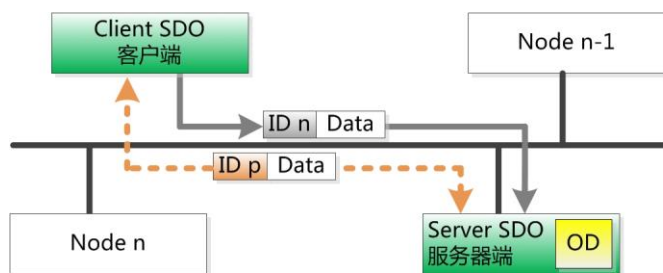 Client SDO
客户端
Node n-1
ID n Data
ID p Data
Node n
Server SDO
服务器端
OD